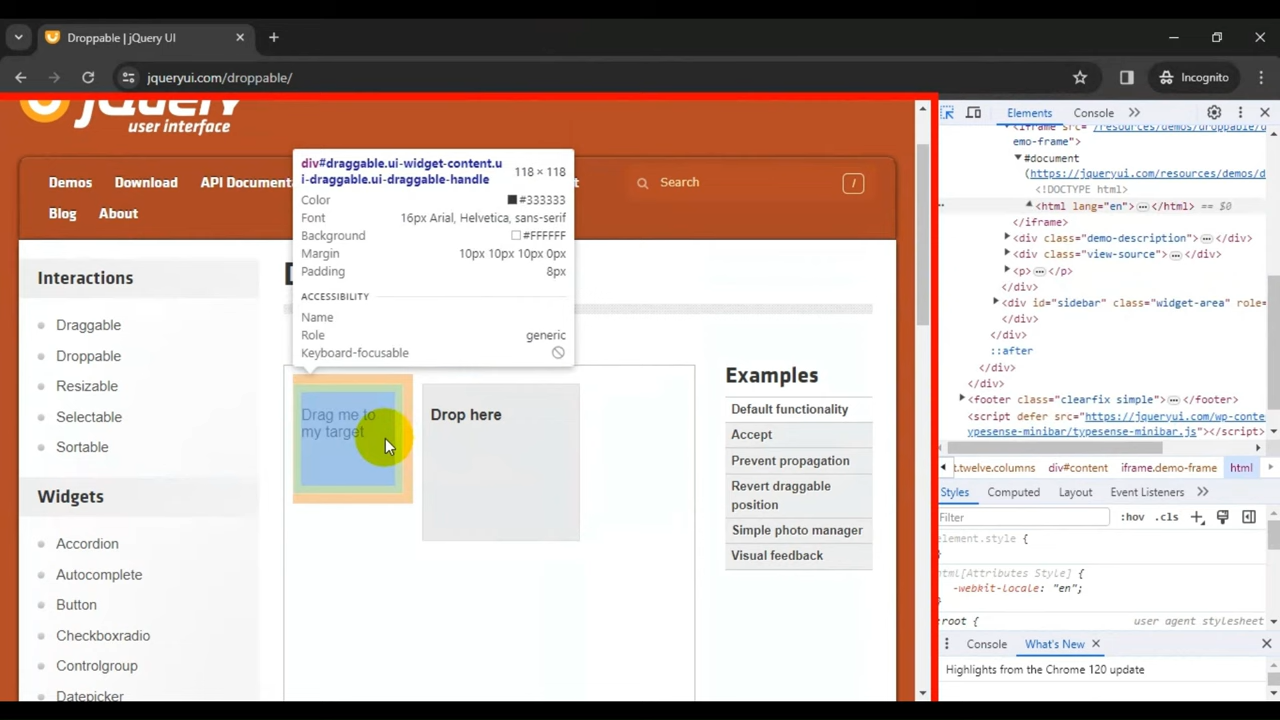 Droppable | jQuery UI
jqueryui.com/droppable/
Incognito
jQuery
user interface
Demos
Download
API Document
t
Search
/
Blog
About
div#draggable.ui-widget-content.u
i-draggable.ui-draggable-handle
118 × 118
Color
#333333
Font
16px Arial, Helvetica, sans-serif
Background
#FFFFFF
Margin
10px 10px 10px 0px
Padding
8px
ACCESSIBILITY
Name
Role
generic
Keyboard-focusable
Interactions
Draggable
Droppable
Resizable
Selectable
Sortable
Widgets
Accordion
Autocomplete
Button
Checkboxradio
Controlgroup
Datepicker
D
Drag me to
my target
Drop here
Examples
Default functionality
Accept
Prevent propagation
Revert draggable
position
Simple photo manager
Visual feedback
Elements
Console
<iframe src="/resources/demos/droppable/d
emo-frame">
#document
(https://jqueryui.com/resources/demos/d
<!DOCTYPE html>
<html lang="en"> … </html> == $0
</iframe>
<div class="demo-description"> … </div>
<div class="view-source"> … </div>
<p> … </p>
</div>
<div id="sidebar" class="widget-area" role=
</div>
</div>
::after
</div>
</div>
<footer class="clearfix simple"> … </footer>
<script defer src="https://jqueryui.com/wp-conte
ypesense-minibar/typesense-minibar.js"></script>
t.twelve.columns
div#content
iframe.demo-frame
html
Styles
Computed
Layout
Event Listeners
Filter
:hov
.cls
element.style {
}
html[Attributes Style] {
-webkit-locale: "en";
}
:root {
user agent stylesheet
Console
What's New
Highlights from the Chrome 120 update